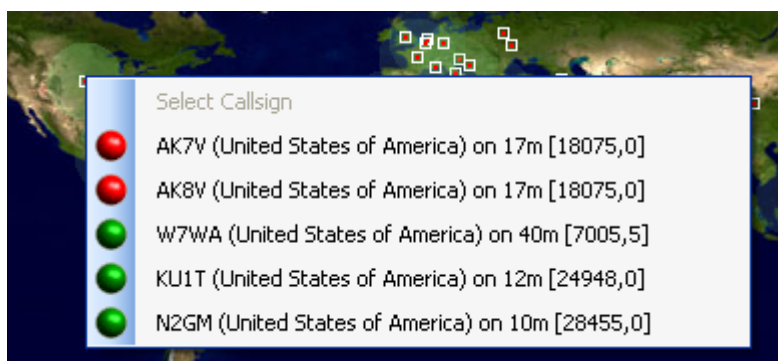 Select Callsign
AK7V (United States of America) on 17m [18075,0]
AK8V (United States of America) on 17m [18075,0]
W7WA (United States of America) on 40m [7005,5]
KU1T (United States of America) on 12m [24948,0]
N2GM (United States of America) on 10m [28455,0]